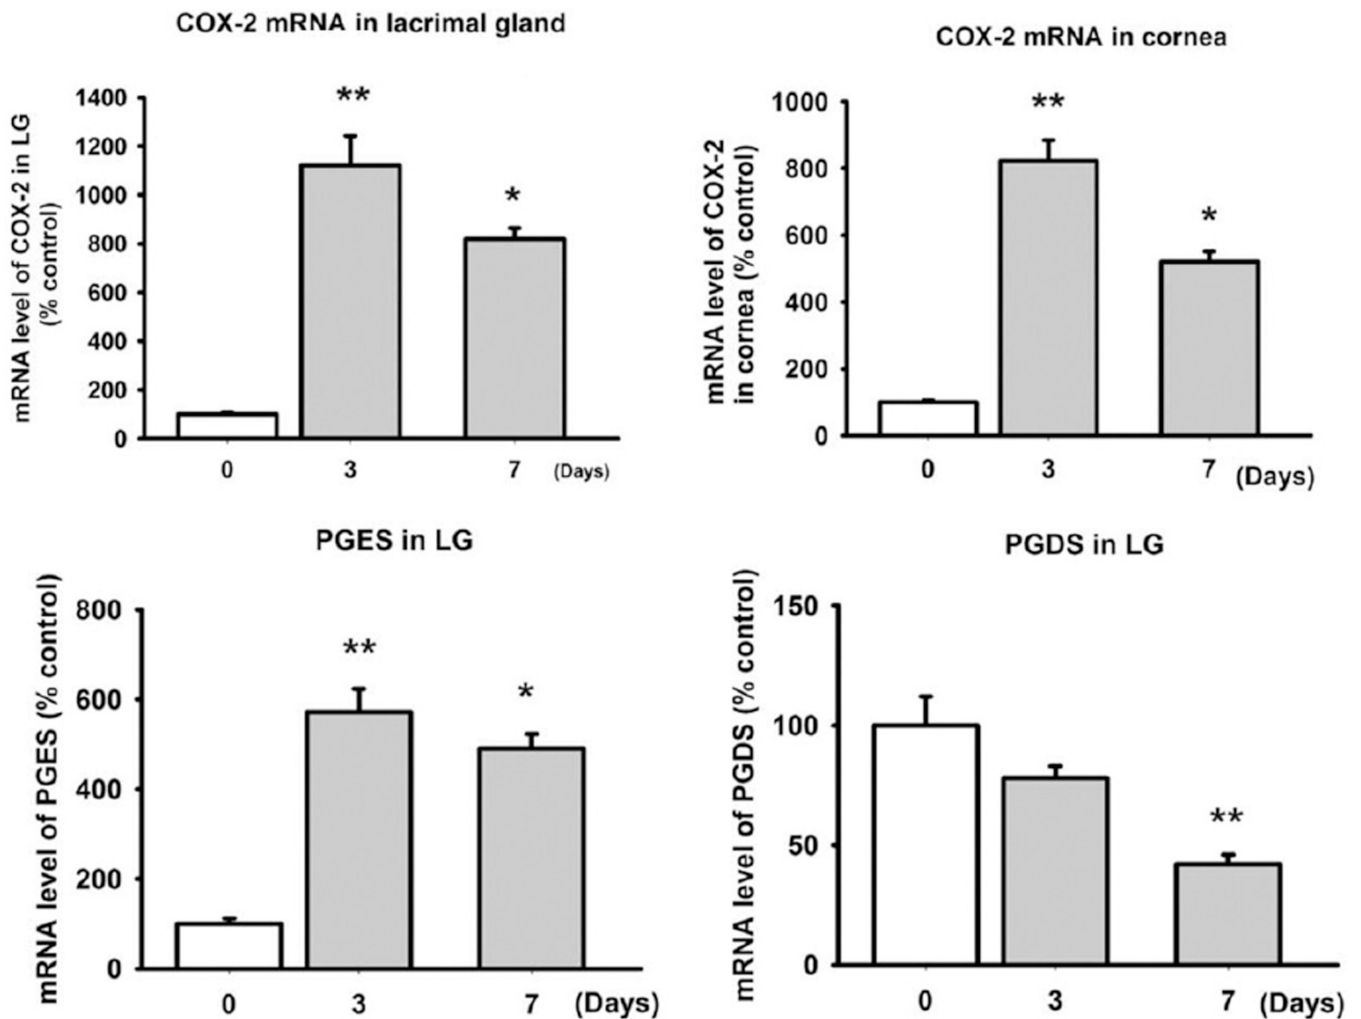 COX-2 mRNA in lacrimal gland
mRNA level of COX-2 in LG
(% control)
1400
1200
1000
800
600
400
200
0
**
*
0 3 7 (Days)
COX-2 mRNA in cornea
mRNA level of COX-2
in cornea (% control)
1000
800
600
400
200
0
**
*
0 3 7 (Days)
PGES in LG
mRNA level of PGES (% control)
800
600
400
200
0
**
*
0 3 7 (Days)
PGDS in LG
mRNA level of PGDS (% control)
150
100
50
0
**
0 3 7 (Days)